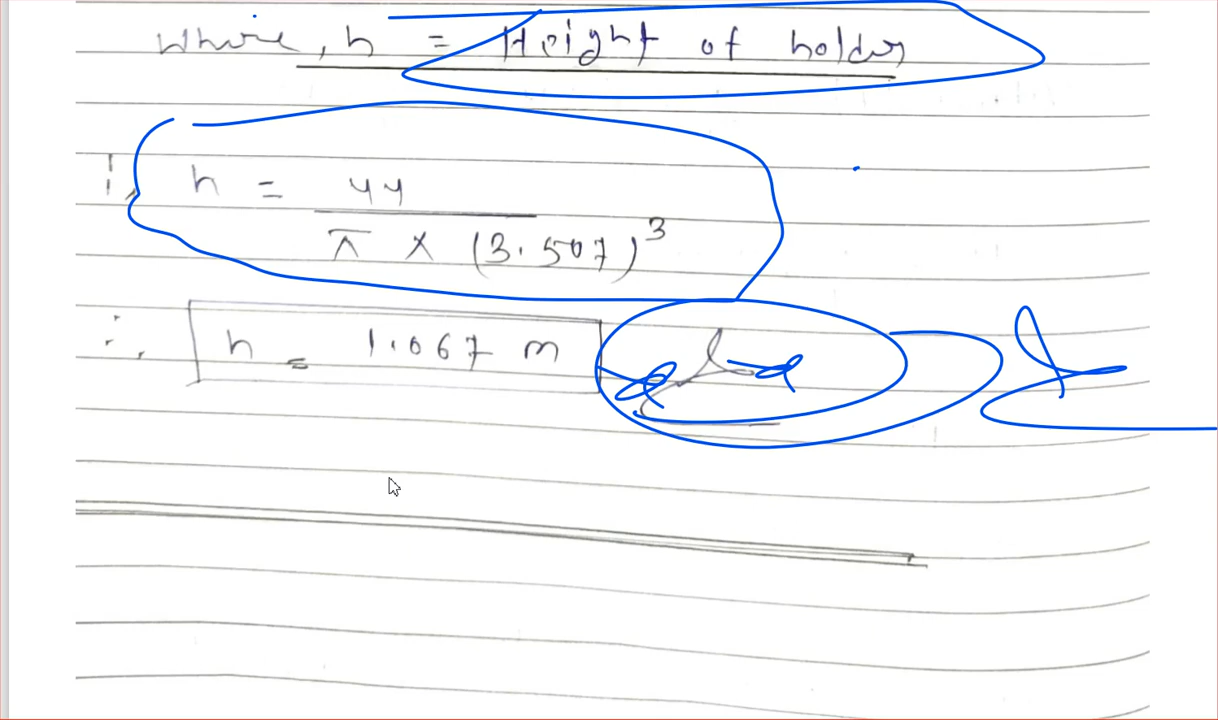 where, h = Height of holder
∴ h = 44 / π × (3.507)³
∴ h = 1.067 m